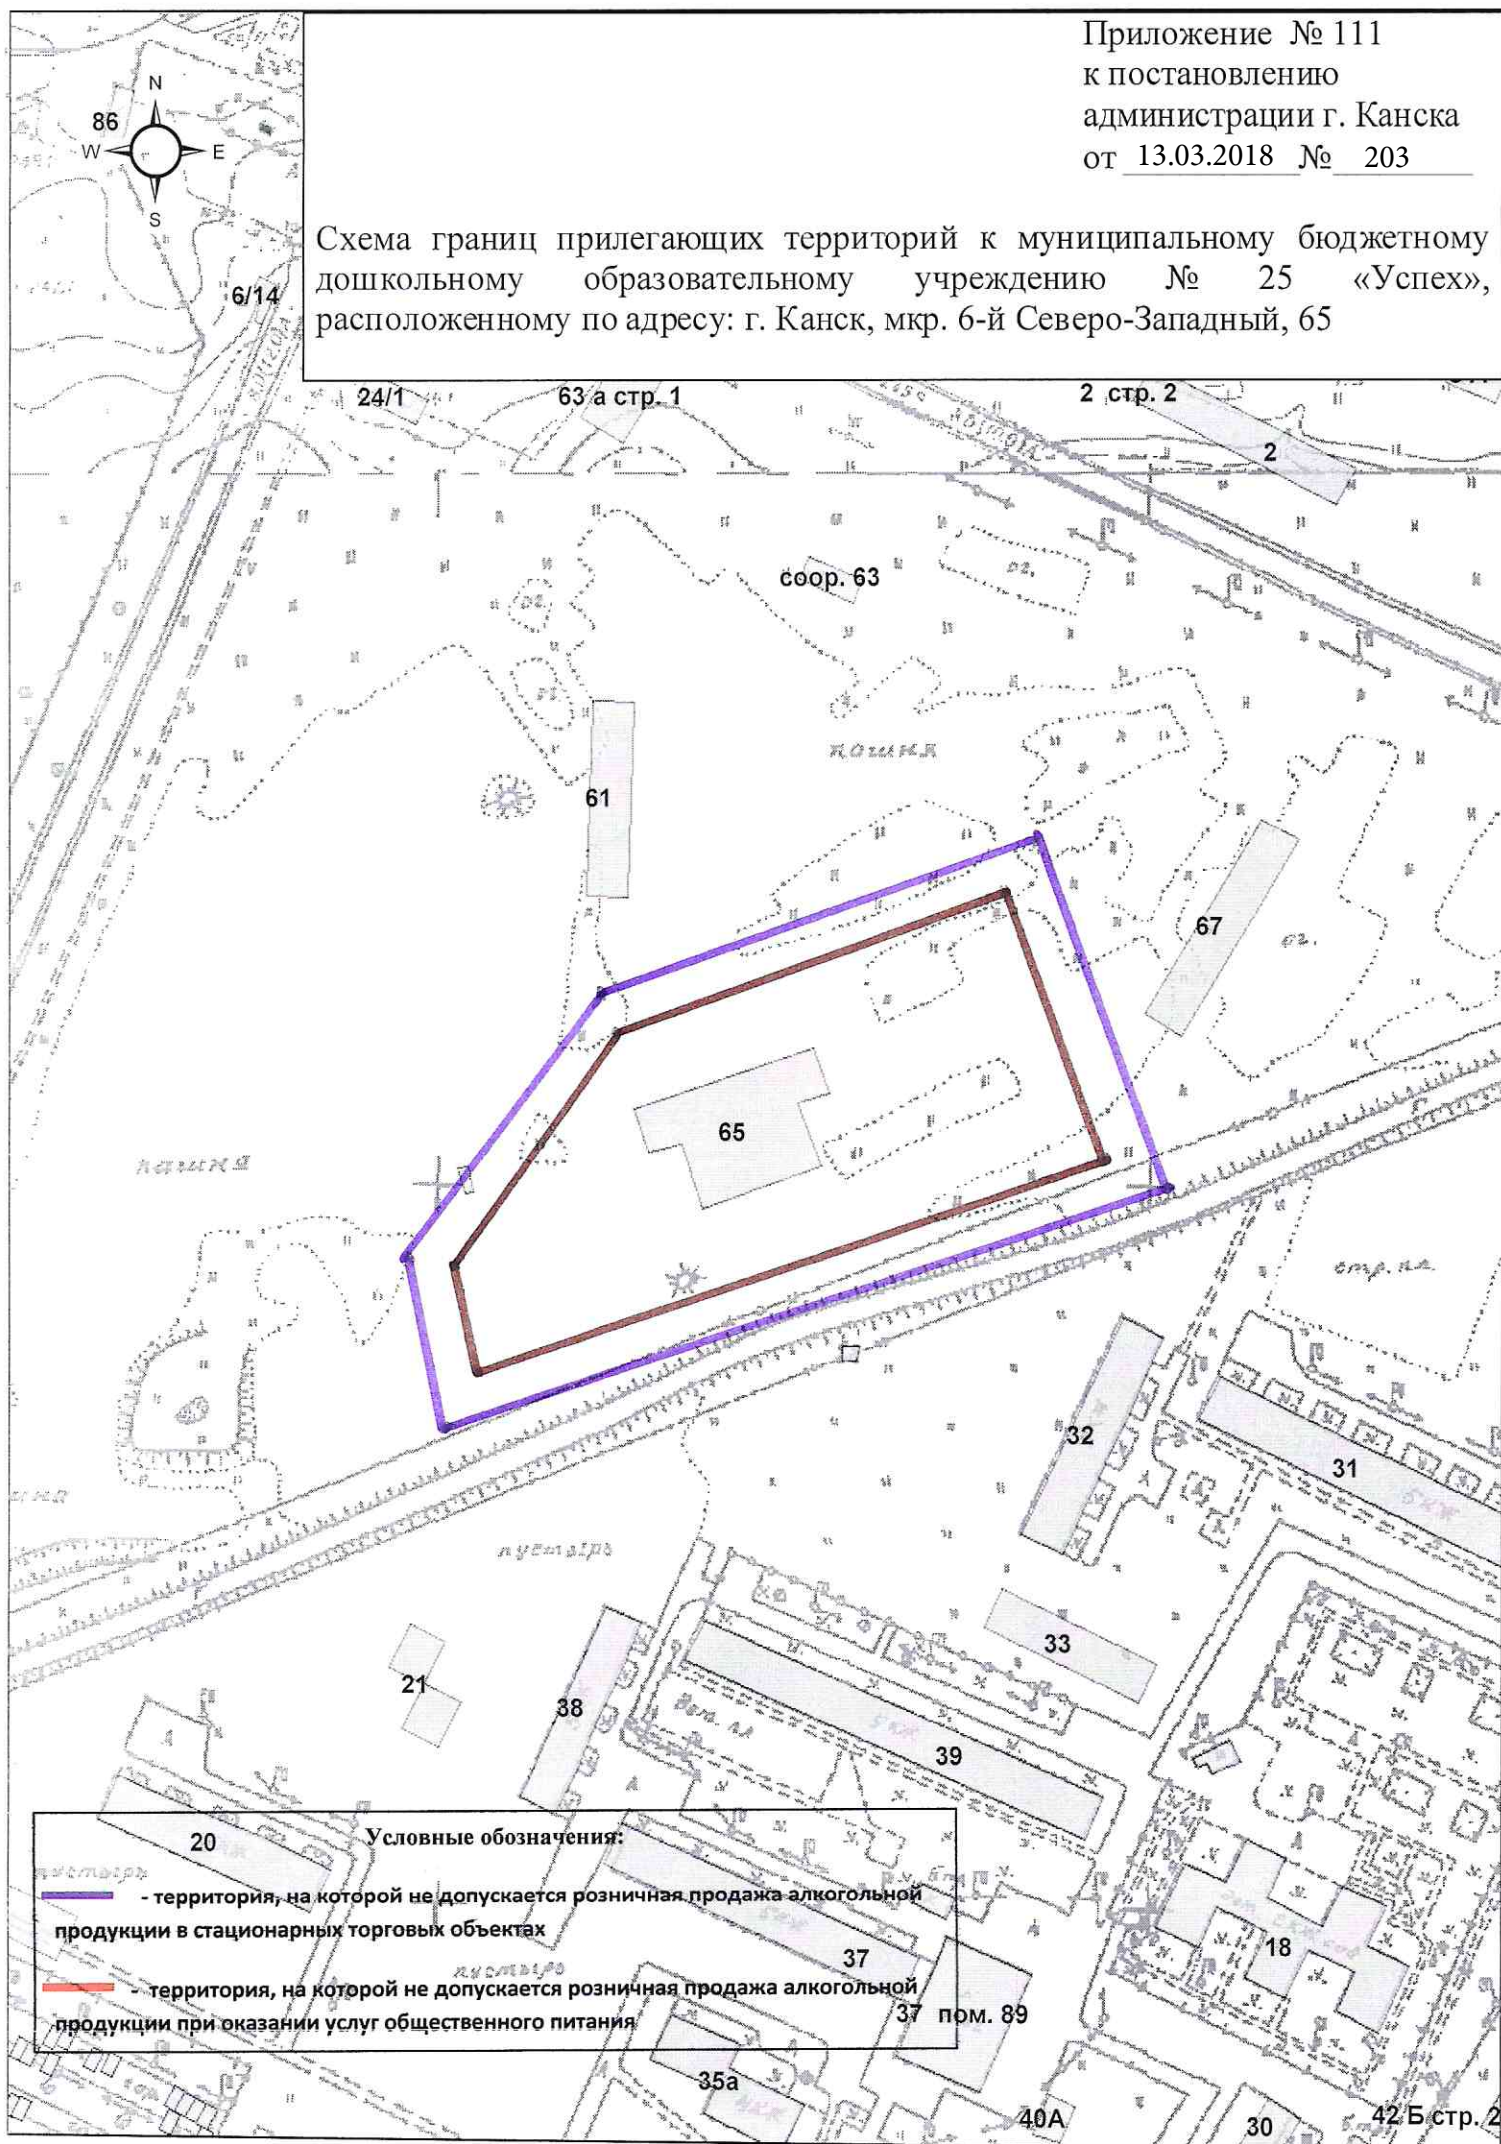 Приложение № 111
к постановлению
администрации г. Канска
от 13.03.2018 № 203
Схема границ прилегающих территорий к муниципальному бюджетному
дошкольному образовательному учреждению № 25 «Успех»,
расположенному по адресу: г. Канск, мкр. 6-й Северо-Западный, 65
N
86
W E
S
6/14
24/1
63 а стр. 1
2 стр. 2
2
соор. 63
61
67
65
32
31
пустырь
33
21
38
39
20
Условные обозначения:
- территория, на которой не допускается розничная продажа алкогольной
продукции в стационарных торговых объектах
37
18
- территория, на которой не допускается розничная продажа алкогольной
продукции при оказании услуг общественного питания
37 пом. 89
35а
40А
30
42 Б стр. 2